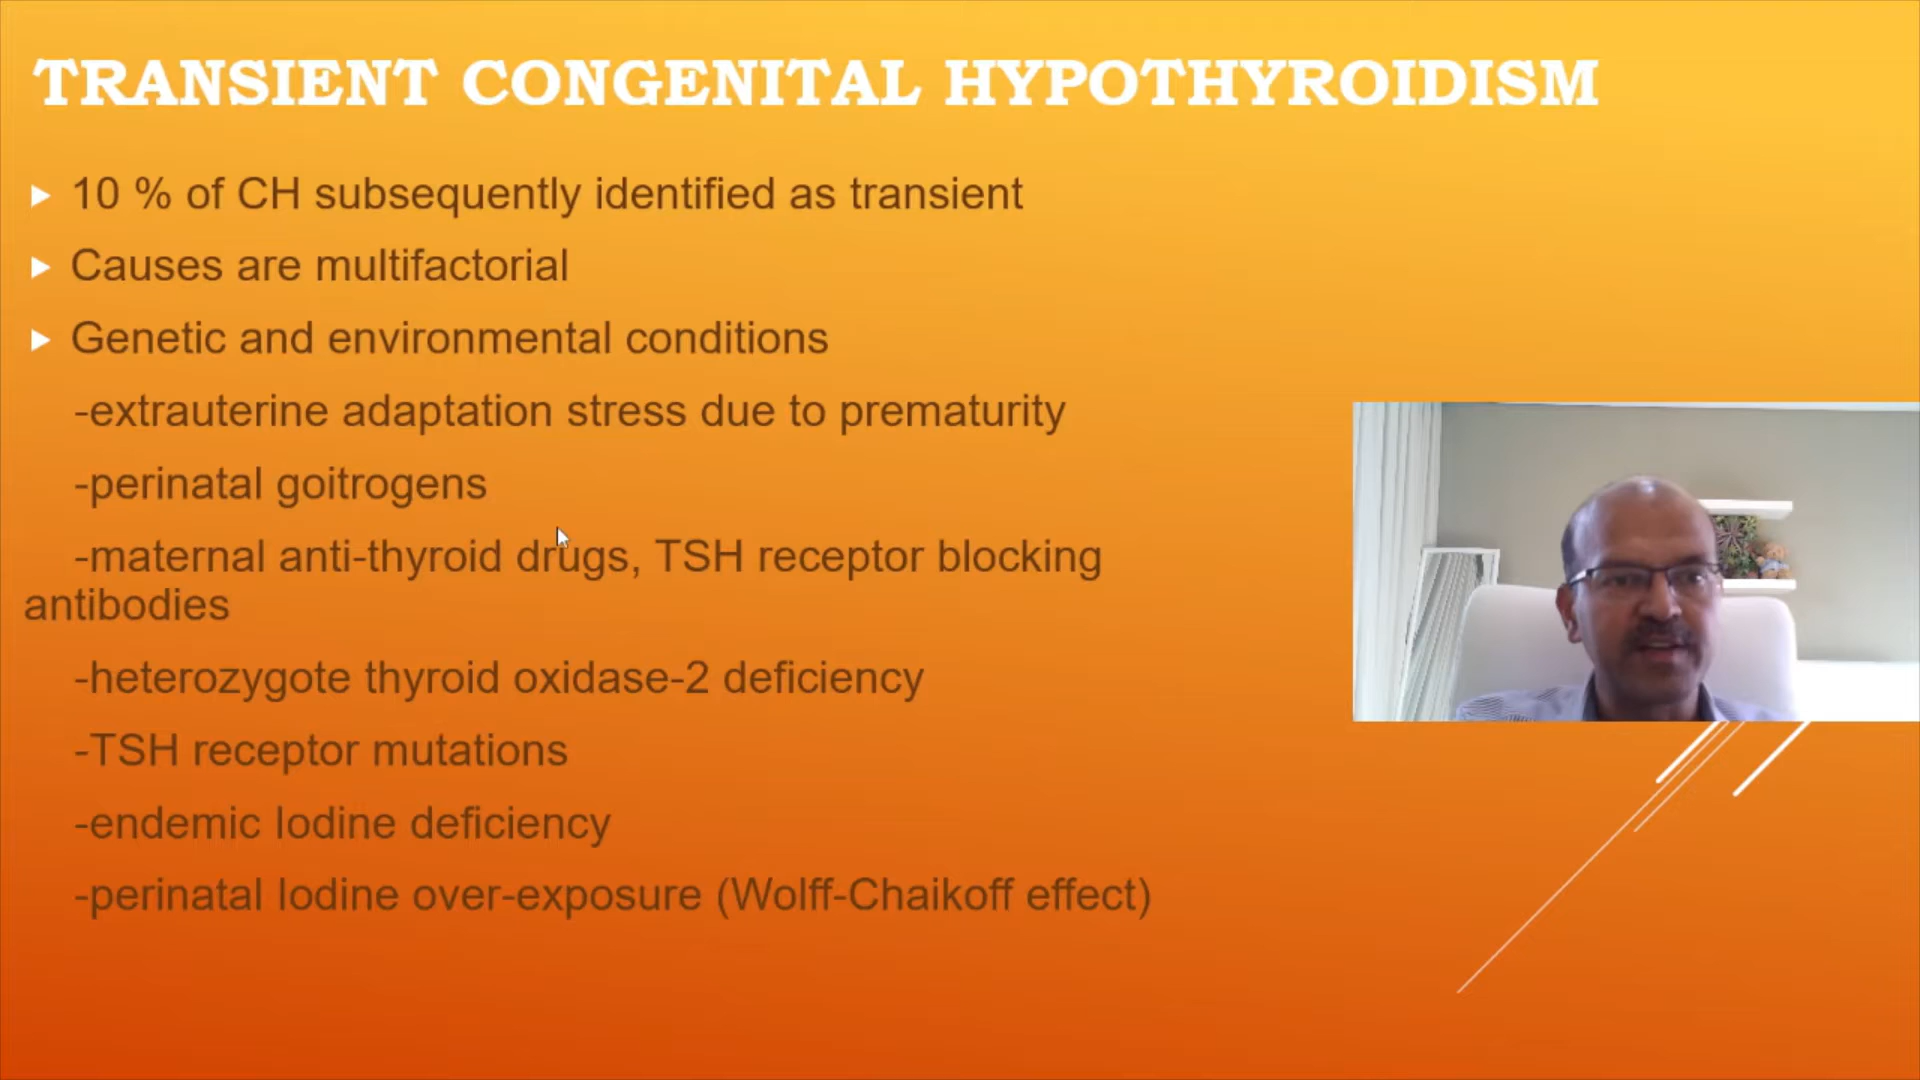 TRANSIENT CONGENITAL HYPOTHYROIDISM
10 % of CH subsequently identified as transient
Causes are multifactorial
Genetic and environmental conditions
-extrauterine adaptation stress due to prematurity
-perinatal goitrogens
-maternal anti-thyroid drugs, TSH receptor blocking
antibodies
-heterozygote thyroid oxidase-2 deficiency
-TSH receptor mutations
-endemic Iodine deficiency
-perinatal Iodine over-exposure (Wolff-Chaikoff effect)